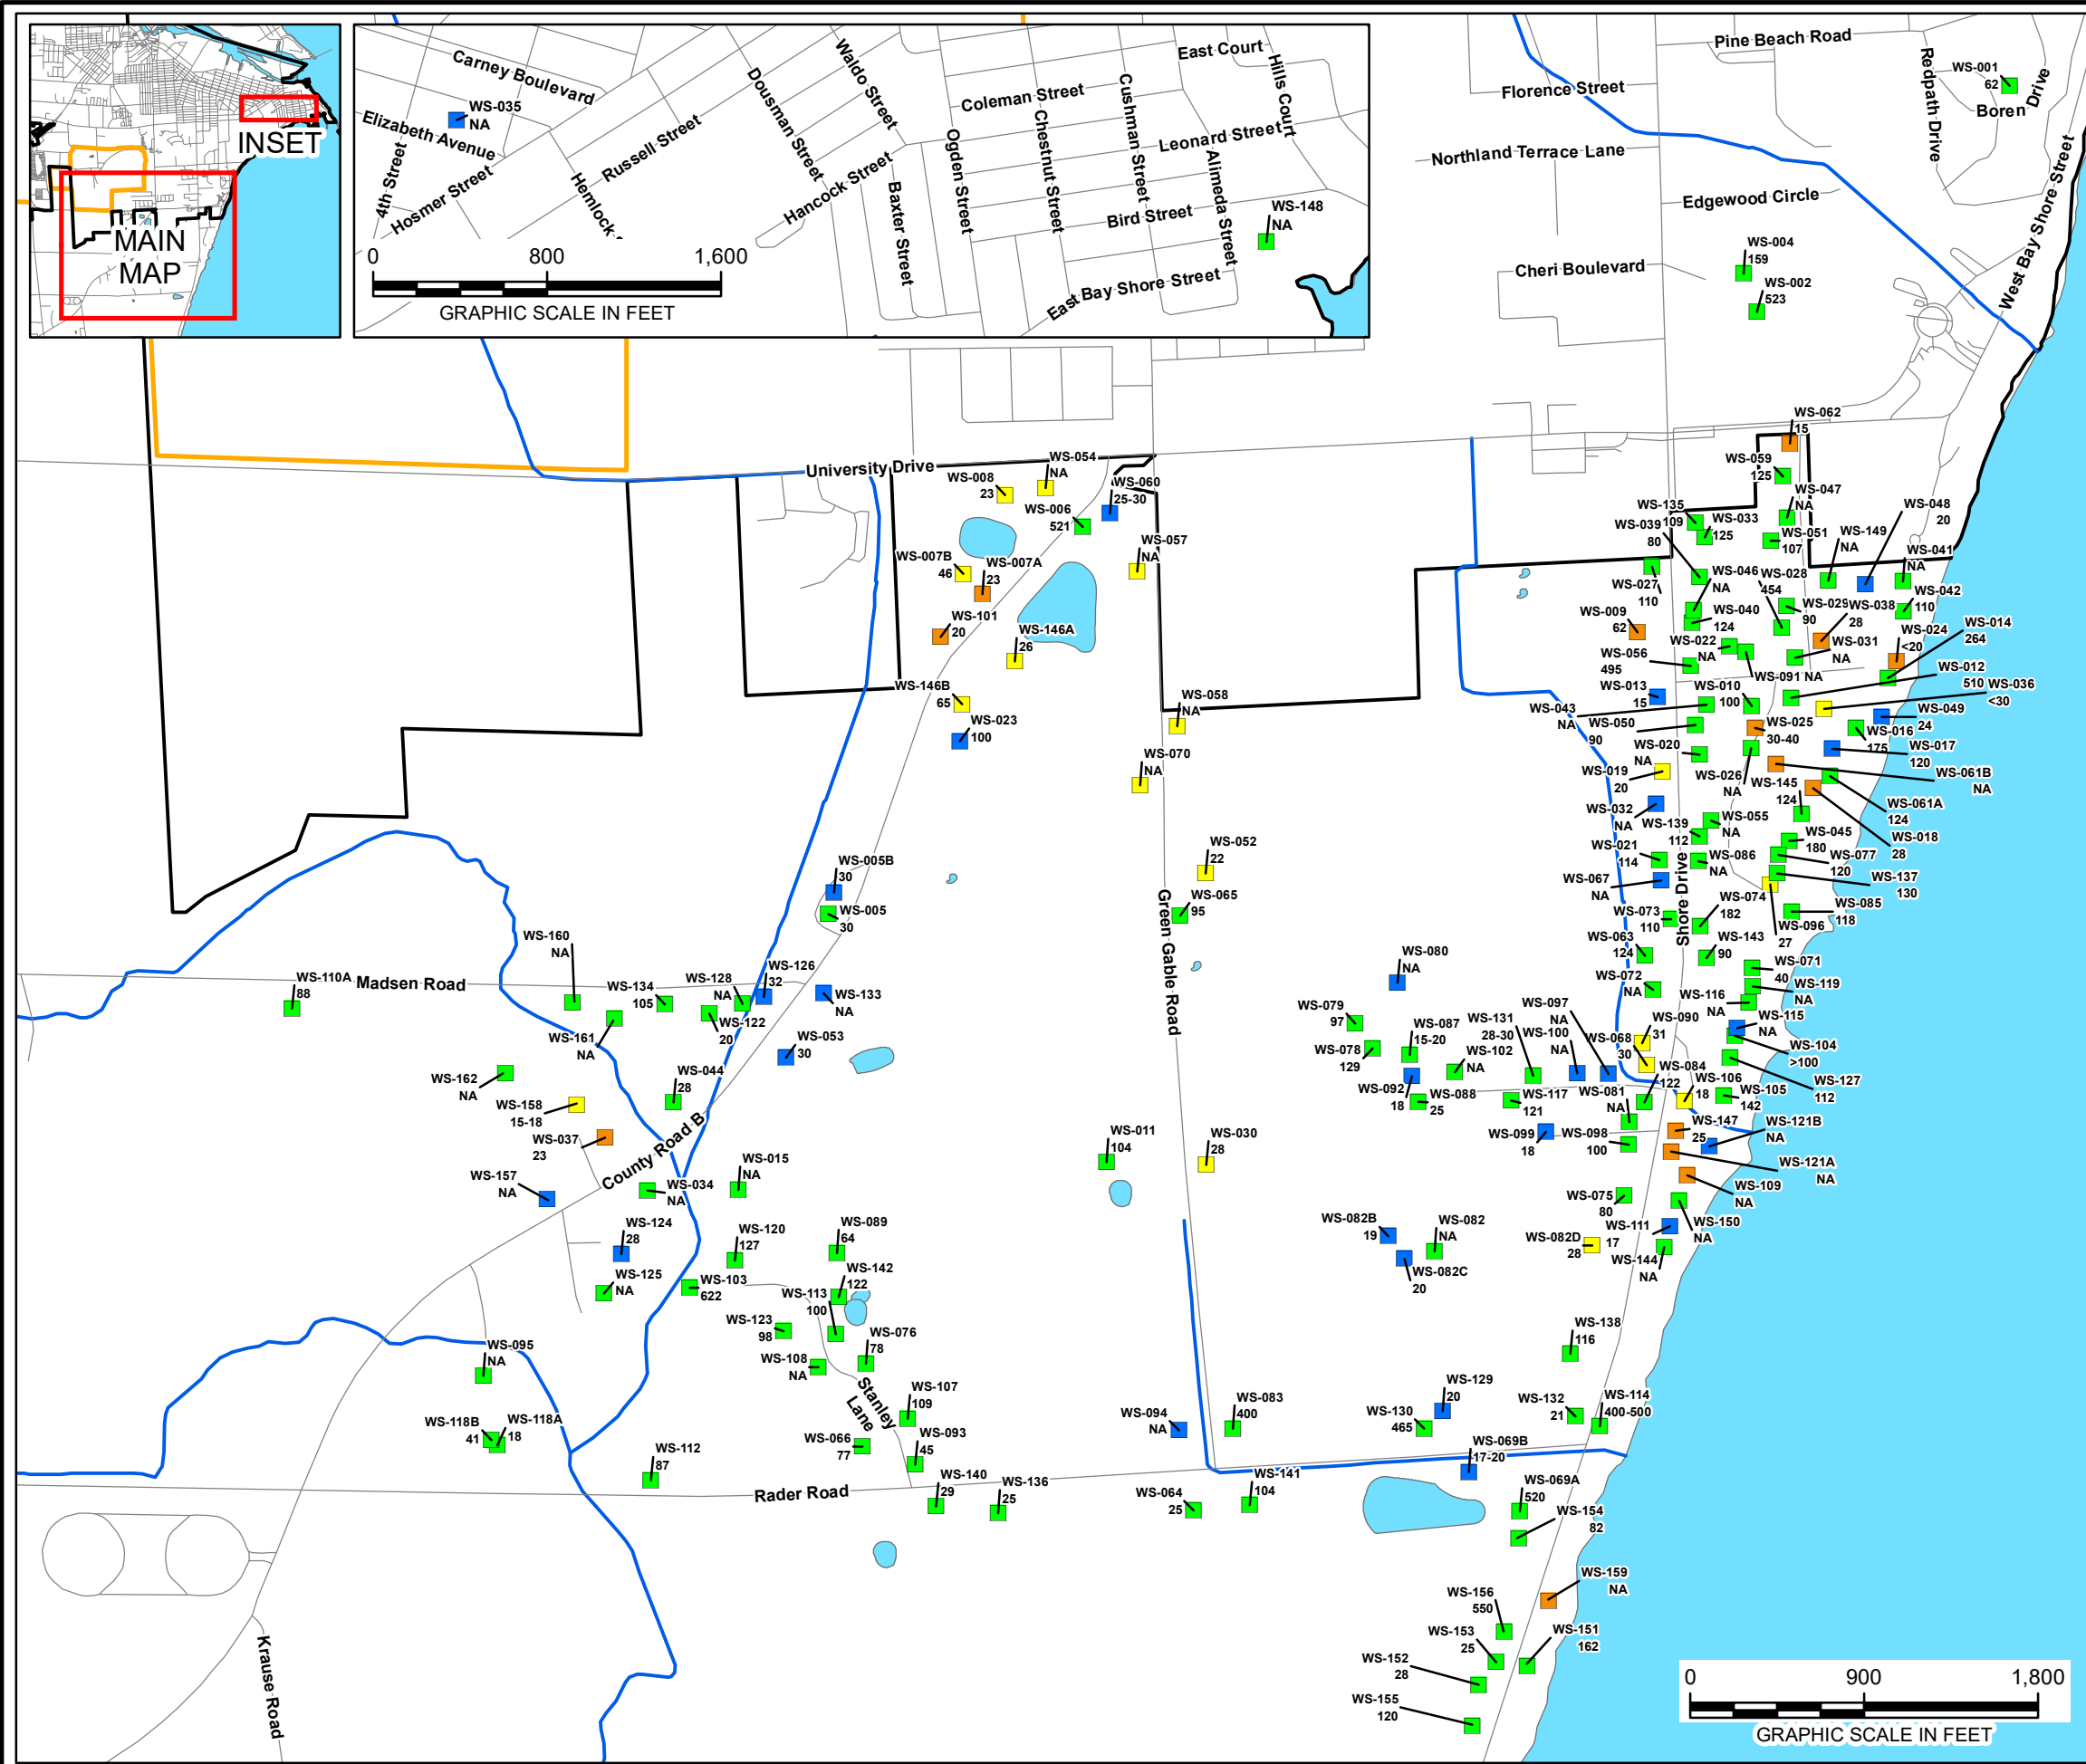 INSET
MAIN
MAP
Carney Boulevard
WS-035
NA
Elizabeth Avenue
4th Street
Hosmer Street
Hemlock
Russell Street
Dousman Street
Waldo Street
Hancock Street
Baxter Street
Ogden Street
Coleman Street
Chestnut Street
Cushman Street
East Court
Hills Court
Leonard Street
Alimeda Street
Bird Street
East Bay Shore Street
WS-148
NA
0 800 1,600
GRAPHIC SCALE IN FEET
Pine Beach Road
Redpath Drive
WS-001
62
Boren Drive
Florence Street
Northland Terrace Lane
Edgewood Circle
West Bay Shore Street
Cheri Boulevard
WS-004
159
WS-002
523
WS-062
15
WS-059
125
WS-047
NA
WS-048
20
WS-135
109
WS-033
125
WS-039
80
WS-051
107
WS-149
NA
WS-041
NA
University Drive
WS-054
NA
WS-008
23
WS-060
25-30
WS-006
521
WS-057
NA
WS-007B
46
WS-007A
23
WS-101
20
WS-146A
26
WS-146B
65
WS-023
100
WS-058
NA
WS-070
NA
WS-027
110
WS-046
NA
WS-028
454
WS-042
110
WS-009
62
WS-040
124
WS-029
90
WS-038
28
WS-024
<20
WS-014
264
WS-022
NA
WS-031
NA
WS-056
495
WS-091 NA
WS-012
510
WS-036
<30
WS-013
15
WS-010
100
WS-043
NA
WS-050
90
WS-025
30-40
WS-049
24
WS-016
175
WS-017
120
WS-020
NA
WS-019
20
WS-026
NA
WS-061B
NA
WS-145
124
WS-061A
124
WS-032
NA
WS-139
112
WS-055
NA
WS-018
28
WS-045
180
WS-021
114
WS-086
NA
WS-077
120
WS-067
NA
WS-137
130
Shore Drive
WS-073
110
WS-074
182
WS-085
118
WS-096
27
WS-063
124
WS-143
90
WS-071
40
WS-072
NA
WS-119
NA
WS-116
NA
WS-115
NA
WS-104
>100
WS-127
112
WS-052
22
WS-065
95
Green Gable Road
WS-005B
30
WS-005
30
WS-160
NA
WS-110A
88
Madsen Road
WS-134
105
WS-128
NA
WS-126
32
WS-133
NA
WS-122
20
WS-161
NA
WS-053
30
WS-162
NA
WS-044
28
WS-158
15-18
WS-037
23
County Road B
WS-157
NA
WS-034
NA
WS-015
NA
WS-124
28
WS-125
NA
WS-120
127
WS-103
622
WS-089
64
WS-142
122
WS-113
100
WS-123
98
WS-076
78
WS-108
NA
Stanley
Lane
WS-107
109
WS-093
45
WS-066
77
WS-095
NA
WS-118B
41
WS-118A
18
WS-112
87
Rader Road
WS-140
29
WS-136
25
WS-064
25
WS-141
104
WS-094
NA
WS-083
400
WS-011
104
WS-030
28
WS-080
NA
WS-079
97
WS-078
129
WS-087
15-20
WS-131
28-30
WS-097
NA
WS-100
NA
WS-102
NA
WS-092
18
WS-088
25
WS-117
121
WS-068
30
WS-090
31
WS-084
122
WS-081
NA
WS-106
18
WS-105
142
WS-099
18
WS-098
100
WS-147
25
WS-121B
NA
WS-121A
NA
WS-109
NA
WS-075
80
WS-150
NA
WS-111
17
WS-144
NA
WS-082B
19
WS-082
NA
WS-082C
20
WS-082D
28
WS-138
116
WS-129
20
WS-130
465
WS-132
21
WS-114
400-500
WS-069B
17-20
WS-069A
520
WS-154
82
WS-159
NA
WS-156
550
WS-153
25
WS-151
162
WS-152
28
WS-155
120
Krause Road
0 900 1,800
GRAPHIC SCALE IN FEET